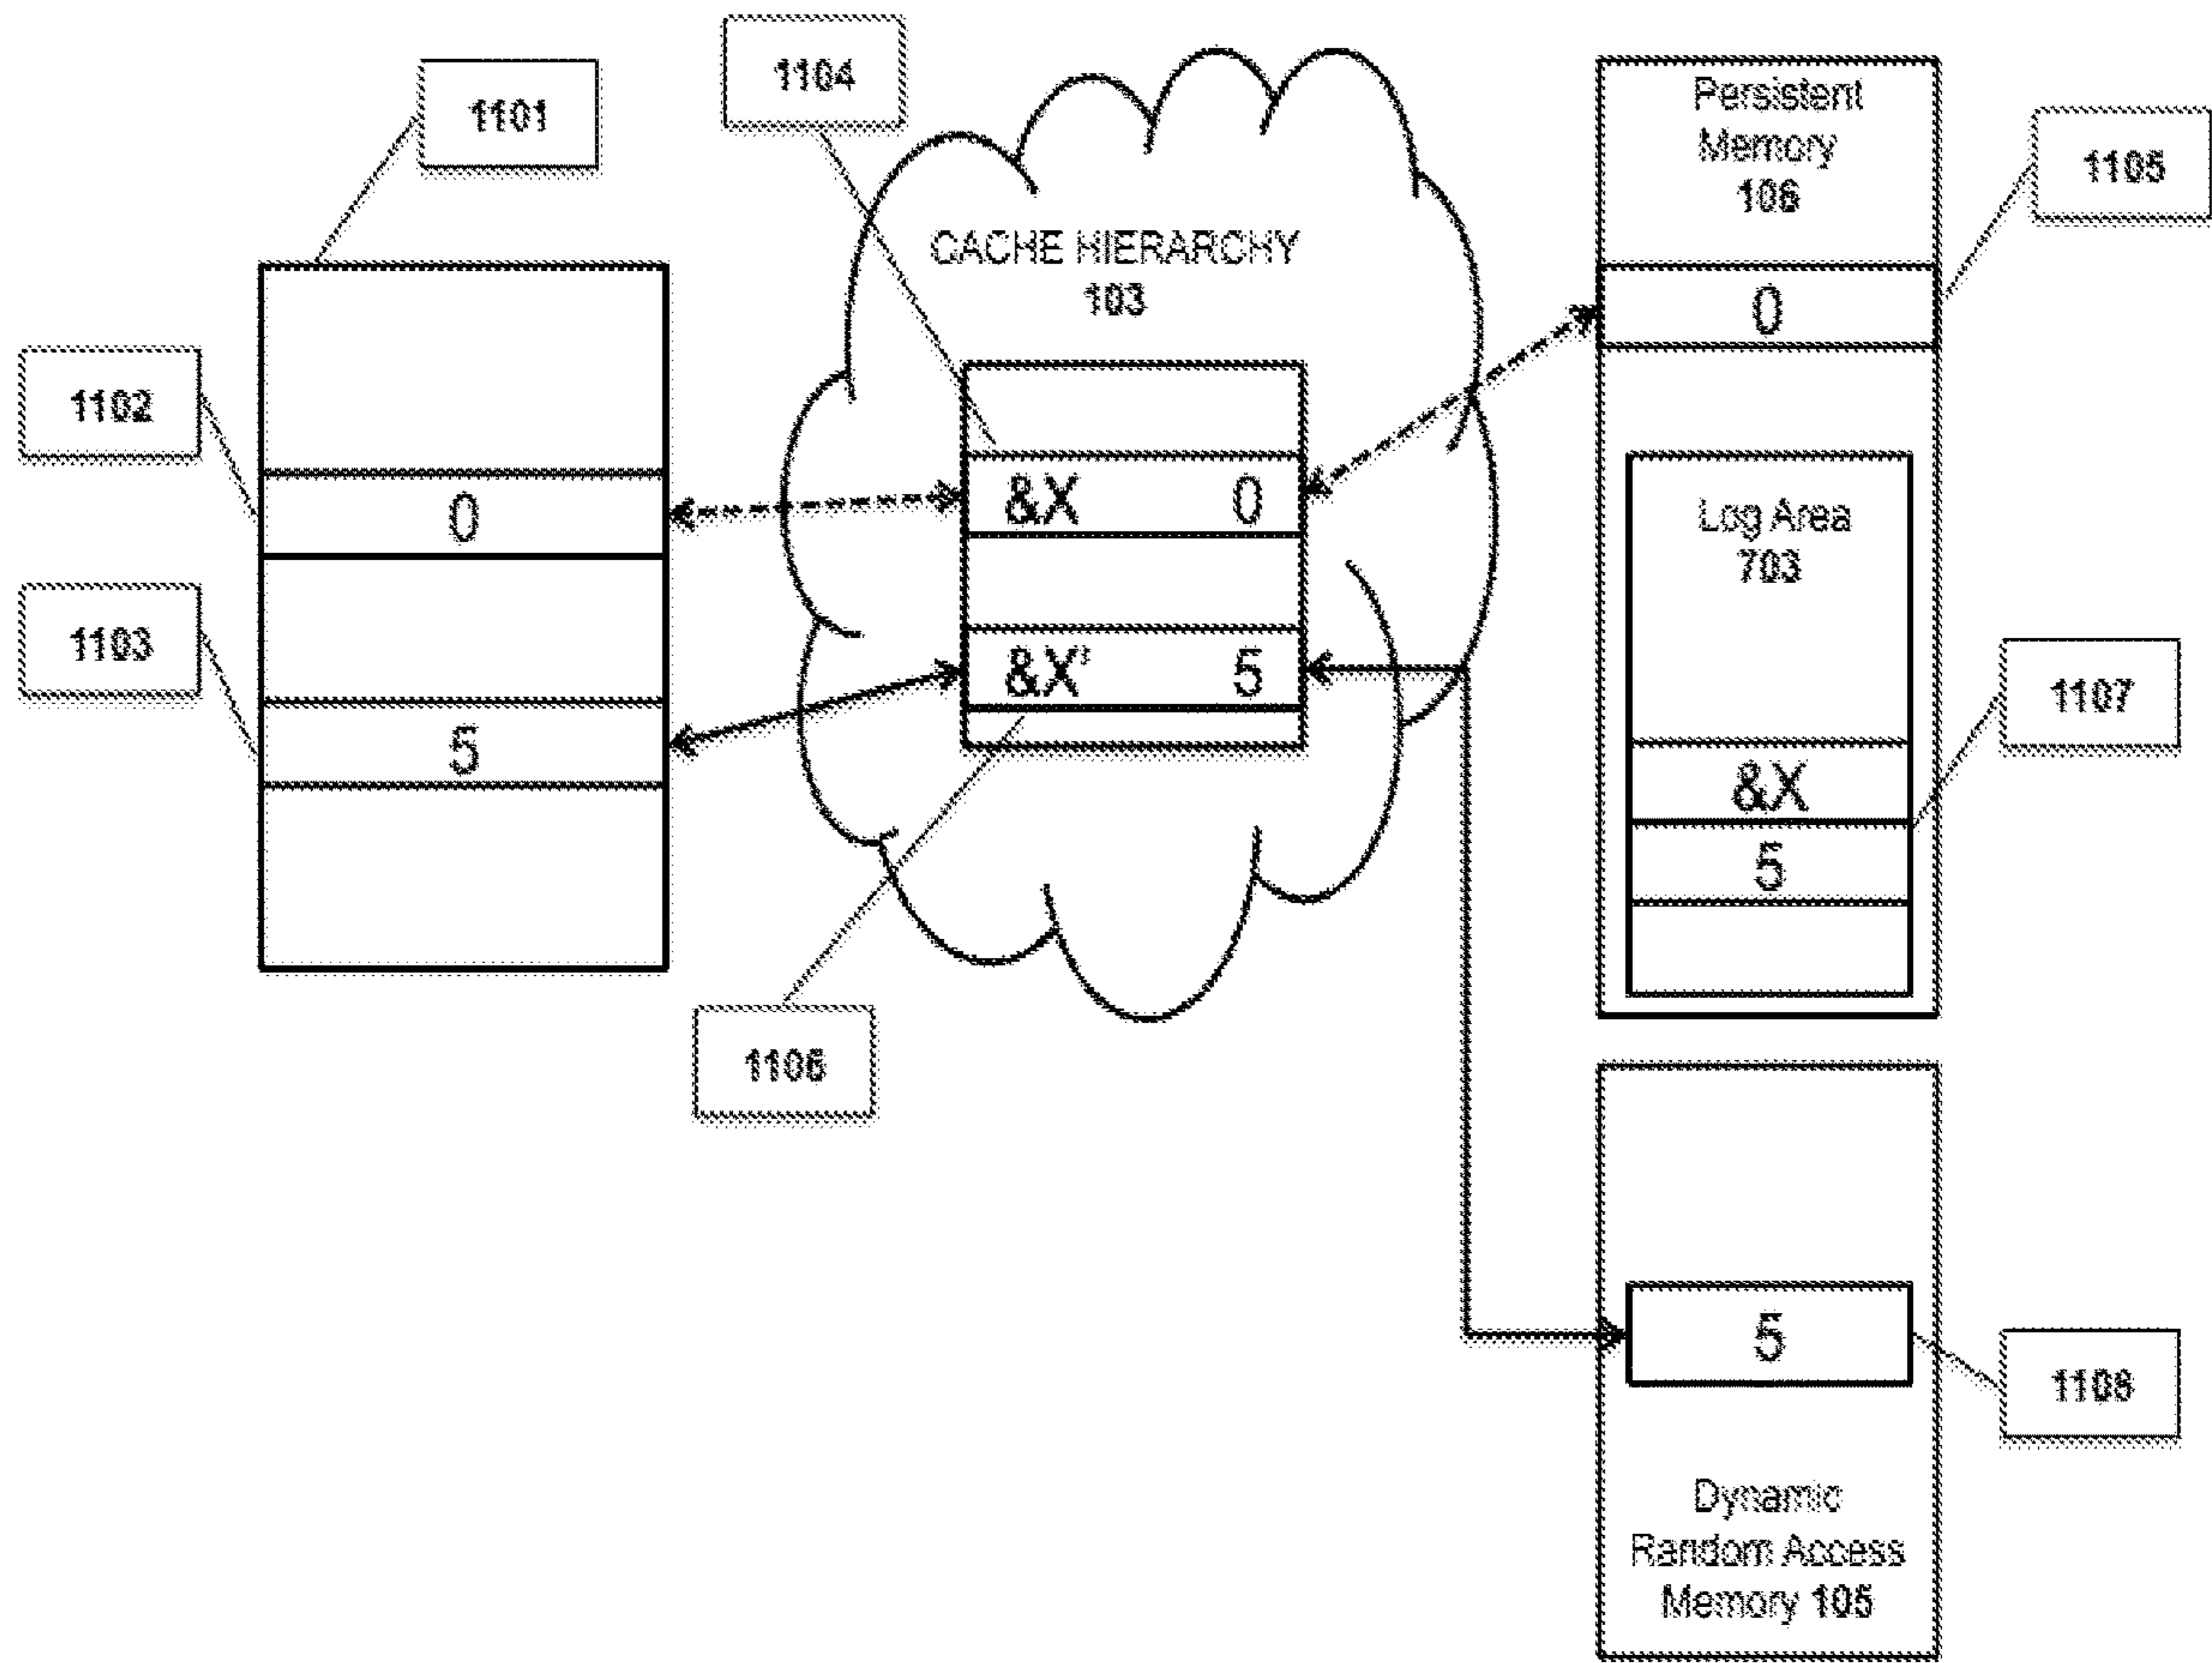 1104
1101
Persistent
Memory
106
1105
CACHE HIERARCHY
103
0
1102
&X 0
0
Log Area
703
1103
&X' 5
1107
5
&X
5
1106
5
1108
Dynamic
Random Access
Memory 105